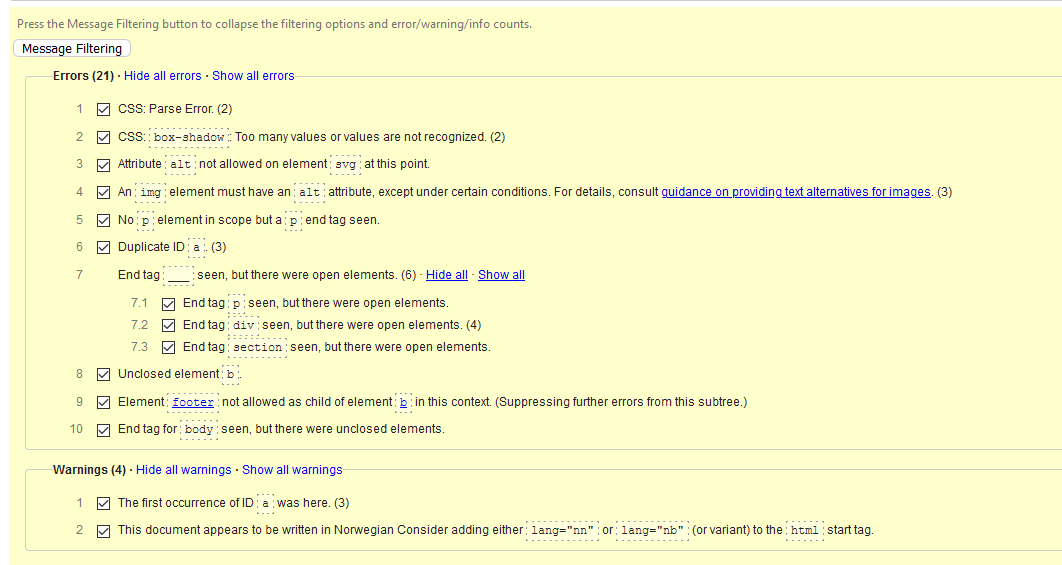 Press the Message Filtering button to collapse the filtering options and error/warning/info counts.
Message Filtering
Errors (21) · Hide all errors · Show all errors
1 CSS: Parse Error. (2)
2 CSS: box-shadow: Too many values or values are not recognized. (2)
3 Attribute alt not allowed on element svg at this point.
4 An img element must have an alt attribute, except under certain conditions. For details, consult guidance on providing text alternatives for images. (3)
5 No p element in scope but a p end tag seen.
6 Duplicate ID a. (3)
7 End tag ___ seen, but there were open elements. (6) · Hide all · Show all
7.1 End tag p seen, but there were open elements.
7.2 End tag div seen, but there were open elements. (4)
7.3 End tag section seen, but there were open elements.
8 Unclosed element b.
9 Element footer not allowed as child of element b in this context. (Suppressing further errors from this subtree.)
10 End tag for body seen, but there were unclosed elements.
Warnings (4) · Hide all warnings · Show all warnings
1 The first occurrence of ID a was here. (3)
2 This document appears to be written in Norwegian Consider adding either lang="nn" or lang="nb" (or variant) to the html start tag.